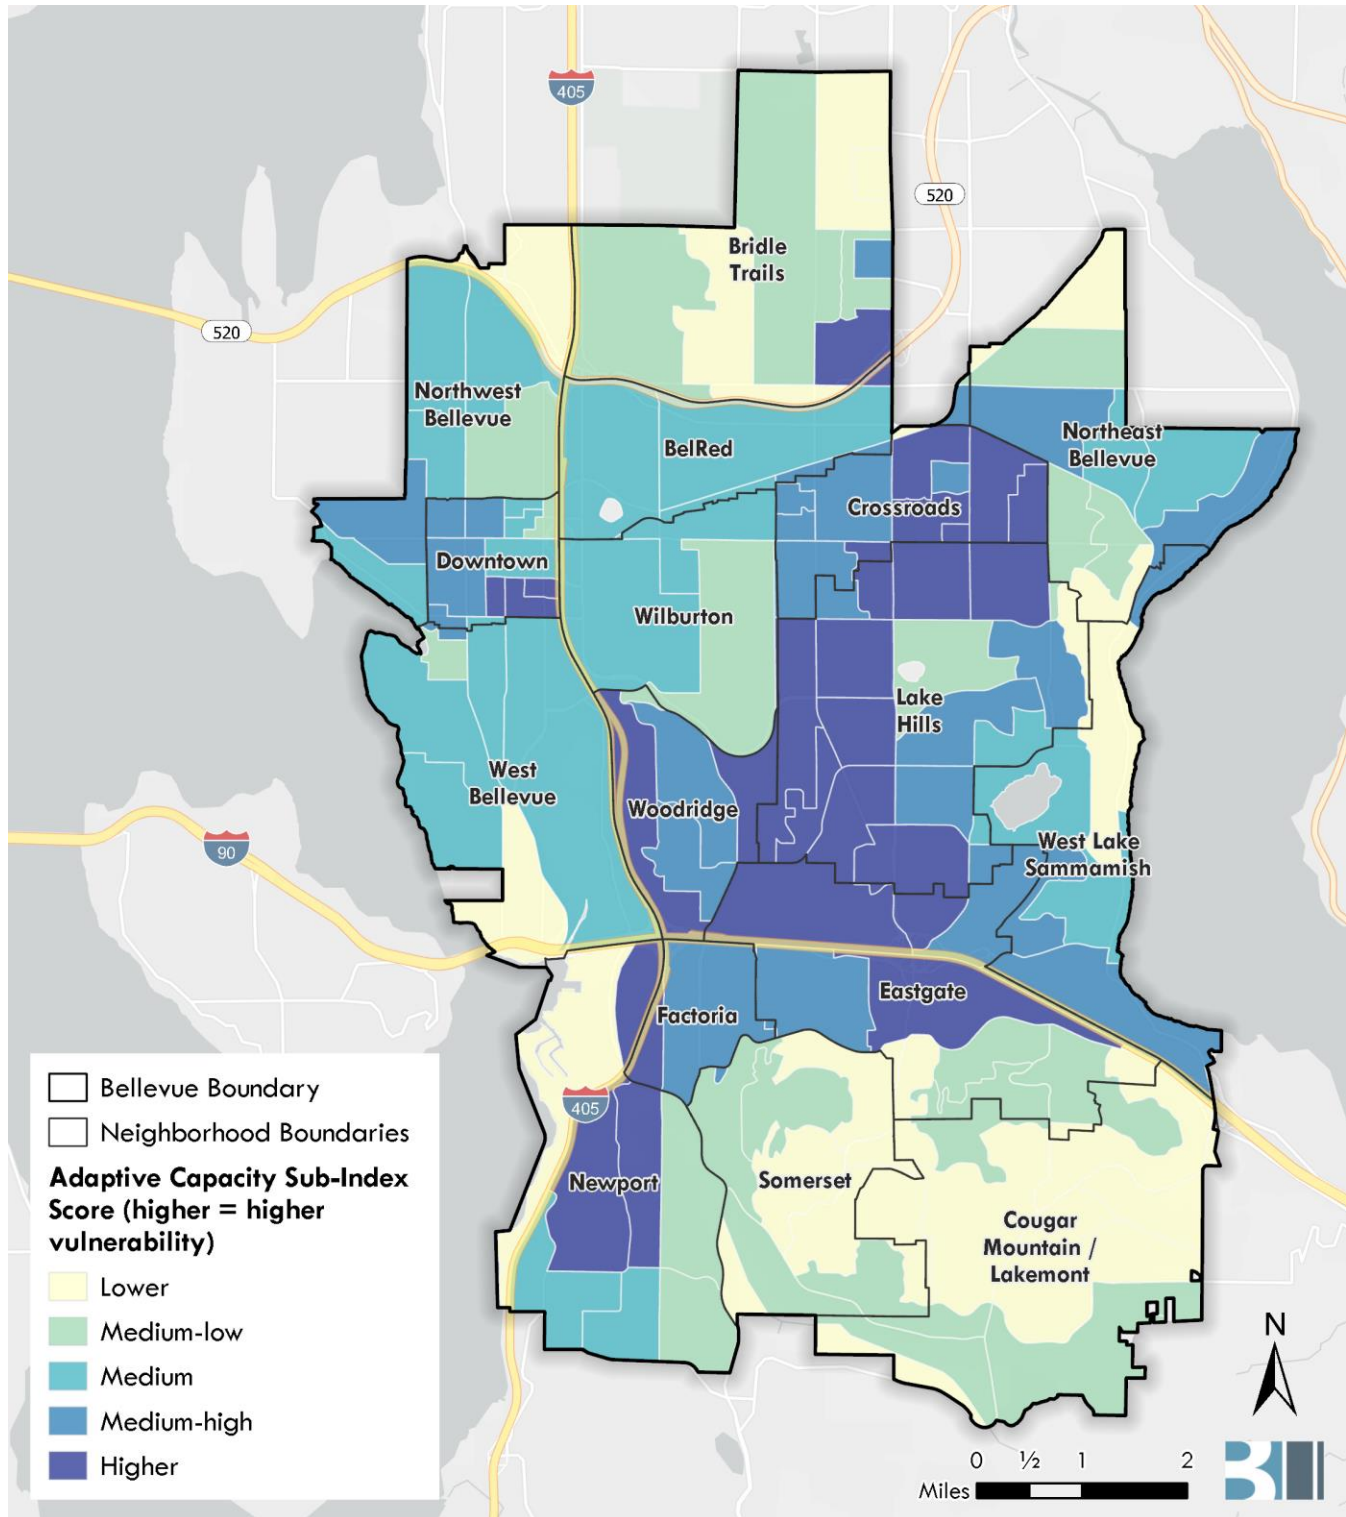 405
520
Bridle
Trails
520
Northwest
Bellevue
BelRed
Northeast
Bellevue
Crossroads
Downtown
Wilburton
Lake
Hills
West
Bellevue
Woodridge
90
West Lake
Sammamish
Eastgate
Factoria
405
Newport
Somerset
Cougar
Mountain /
Lakemont
Bellevue Boundary
Neighborhood Boundaries
Adaptive Capacity Sub-Index
Score (higher = higher
vulnerability)
Lower
Medium-low
Medium
Medium-high
Higher
N
0 ½ 1 2
Miles